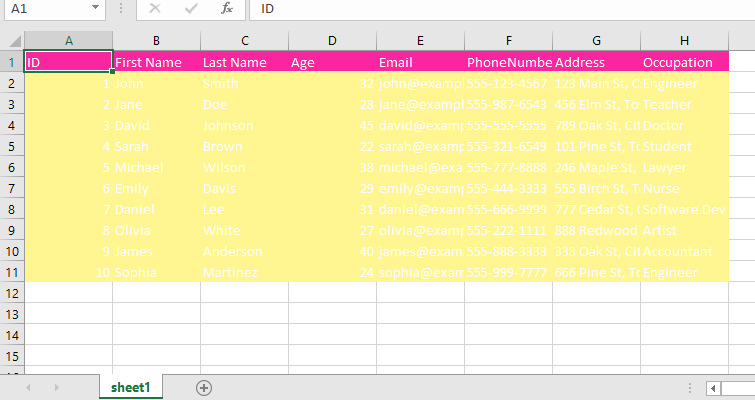 A1 fx ID
A B C D E F G H
1 ID First Name Last Name Age Email PhoneNumbe Address Occupation
2 1 John Smith 32 john@exampl 555-123-4567 123 Main St, C Engineer
3 2 Jane Doe 28 jane@exampl 555-987-6543 456 Elm St, To Teacher
4 3 David Johnson 45 david@examp 555-555-5555 789 Oak St, Cit Doctor
5 4 Sarah Brown 22 sarah@examp 555-321-6549 101 Pine St, To Student
6 5 Michael Wilson 38 michael@exa 555-777-8888 246 Maple St, Lawyer
7 6 Emily Davis 29 emily@examp 555-444-3333 555 Birch St, T Nurse
8 7 Daniel Lee 31 daniel@exam 555-666-9999 777 Cedar St, Software Dev
9 8 Olivia White 27 olivia@examp 555-222-1111 888 Redwood Artist
10 9 James Anderson 40 james@exam 555-888-3333 333 Oak St, Cit Accountant
11 10 Sophia Martinez 24 sophia@exam 555-999-7777 666 Pine St, To Engineer
12
13
14
15
sheet1